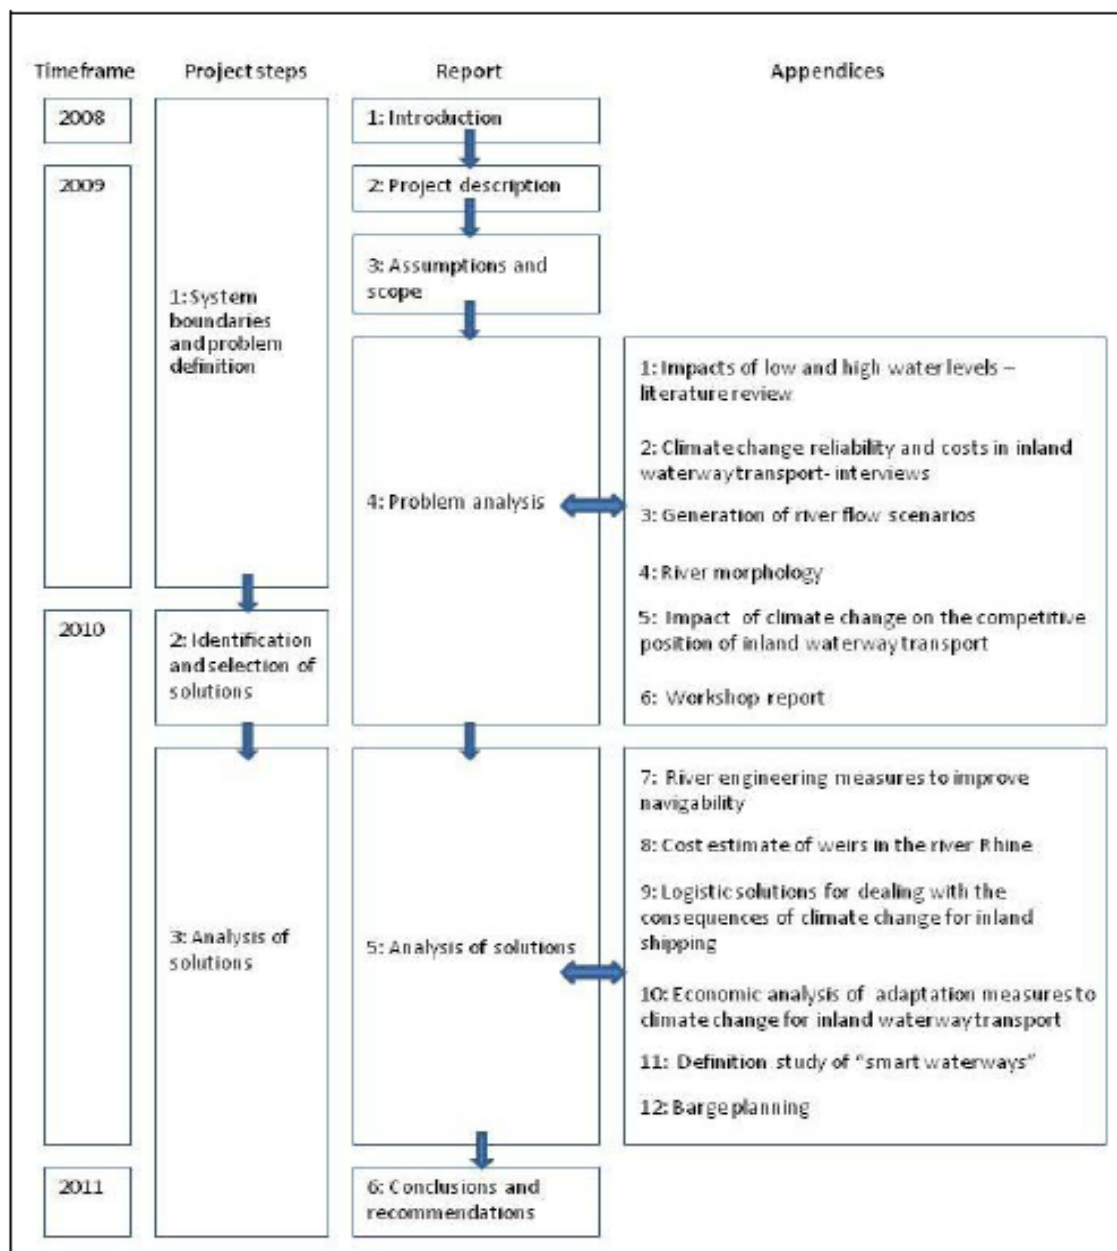 Timeframe
Project steps
Report
Appendices
2008
2009
2010
2011
1: System
boundaries
and problem
definition
2: Identification
and selection of
solutions
3: Analysis of
solutions
1: Introduction
2: Project description
3: Assumptions and
scope
4: Problem analysis
5: Analysis of solutions
6: Conclusions and
recommendations
1: Impacts of low and high water levels –
literature review
2: Climate change reliability and costs in inland
waterway transport- interviews
3: Generation of river flow scenarios
4: River morphology
5: Impact of climate change on the competitive
position of inland waterway transport
6: Workshop report
7: River engineering measures to improve
navigability
8: Cost estimate of weirs in the river Rhine
9: Logistic solutions for dealing with the
consequences of climate change for inland
shipping
10: Economic analysis of adaptation measures to
climate change for inland waterway transport
11: Definition study of “smart waterways”
12: Barge planning